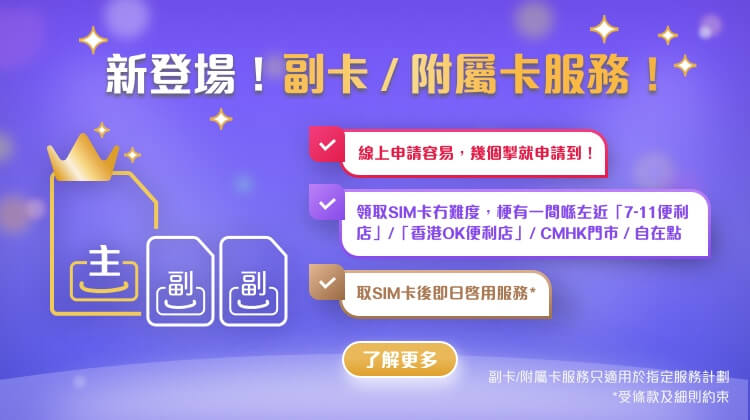 新登場！副卡 / 附屬卡服務！
線上申請容易，幾個掣就申請到！
領取SIM卡冇難度，梗有一間喺左近「7-11便利
店」/「香港OK便利店」/ CMHK門市 / 自在點
主
副
副
取SIM卡後即日啓用服務*
了解更多
副卡/附屬卡服務只適用於指定服務計劃
*受條款及細則約束